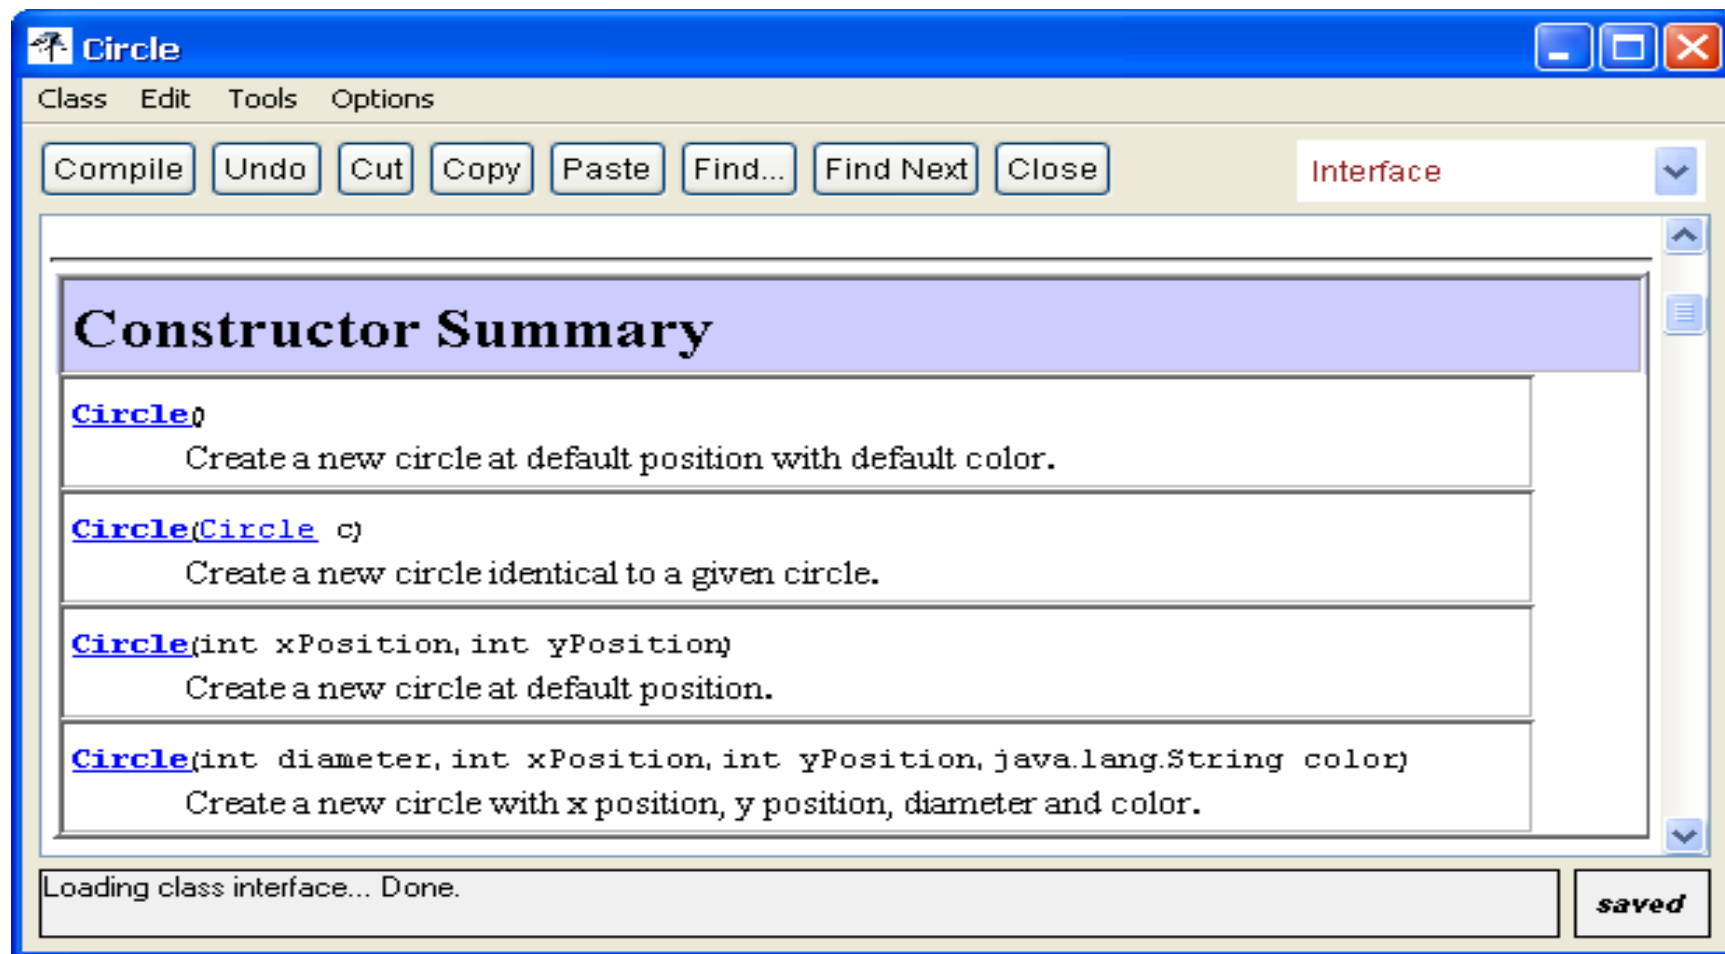 Circle
Class Edit Tools Options
Compile Undo Cut Copy Paste Find... Find Next Close Interface
Constructor Summary
Circle()
Create a new circle at default position with default color.
Circle(Circle c)
Create a new circle identical to a given circle.
Circle(int xPosition, int yPosition)
Create a new circle at default position.
Circle(int diameter, int xPosition, int yPosition, java.lang.String color)
Create a new circle with x position, y position, diameter and color.
Loading class interface... Done.
saved